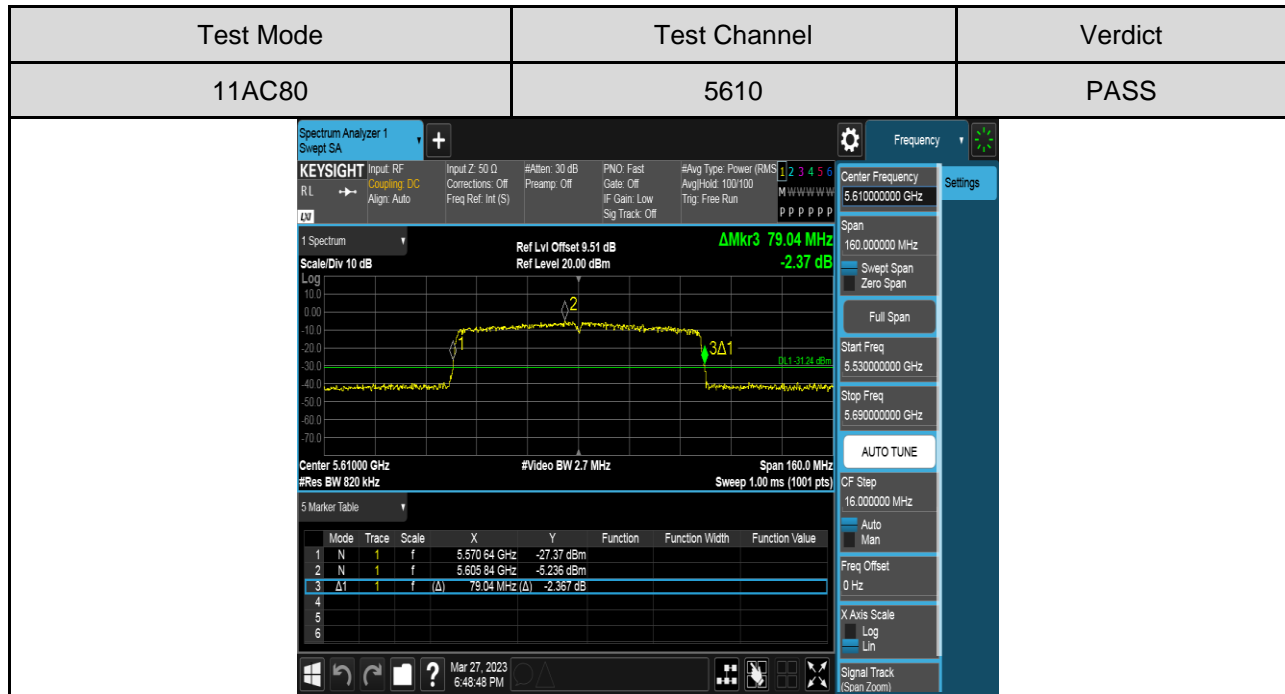 Test Mode Test Channel Verdict
11AC80 5610 PASS
Spectrum Analyzer 1
Swept SA
+
Frequency
KEYSIGHT Input: RF Input Z: 50 Ω #Atten: 30 dB PNO: Fast #Avg Type: Power (RMS 1 2 3 4 5 6
RL Coupling: DC Corrections: Off Preamp: Off Gate: Off Avg|Hold: 100/100 M W W W W W
Align: Auto Freq Ref: Int (S) IF Gain: Low Trig: Free Run
LXI Sig Track: Off P P P P P P
1 Spectrum
Ref Lvl Offset 9.51 dB ΔMkr3 79.04 MHz
Scale/Div 10 dB Ref Level 20.00 dBm -2.37 dB
Log
10.0
0.00
-10.0
-20.0
-30.0
-40.0
-50.0
-60.0
-70.0
2
1
3Δ1
DL1 -31.24 dBm
Center 5.61000 GHz #Video BW 2.7 MHz Span 160.0 MHz
#Res BW 820 kHz Sweep 1.00 ms (1001 pts)
5 Marker Table
Mode Trace Scale X Y Function Function Width Function Value
1 N 1 f 5.570 64 GHz -27.37 dBm
2 N 1 f 5.605 84 GHz -5.236 dBm
3 Δ1 1 f (Δ) 79.04 MHz (Δ) -2.367 dB
4
5
6
?
Mar 27, 2023
6:48:48 PM
Center Frequency
5.610000000 GHz
Settings
Span
160.000000 MHz
Swept Span
Zero Span
Full Span
Start Freq
5.530000000 GHz
Stop Freq
5.690000000 GHz
AUTO TUNE
CF Step
16.000000 MHz
Auto
Man
Freq Offset
0 Hz
X Axis Scale
Log
Lin
Signal Track
(Span Zoom)